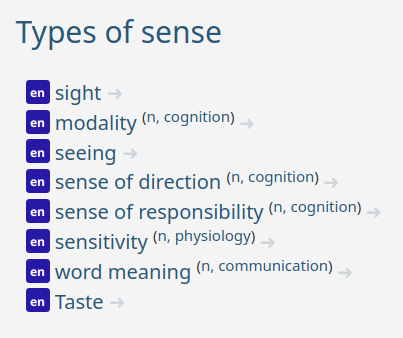 Types of sense
en sight →
en modality (n, cognition) →
en seeing →
en sense of direction (n, cognition) →
en sense of responsibility (n, cognition) →
en sensitivity (n, physiology) →
en word meaning (n, communication) →
en Taste →